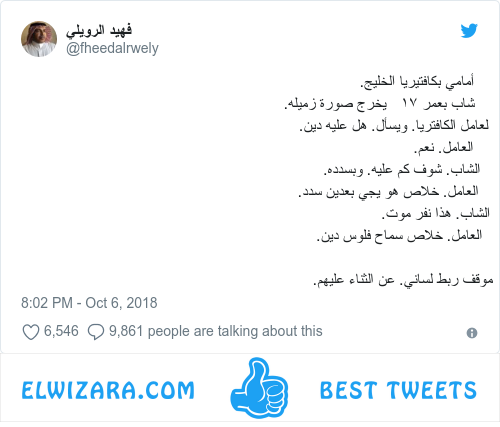 فهيد الرويلي
@fheedalrwely
أمامي بكافتيريا الخليج.
شاب بعمر ١٧ يخرج صورة زميله.
لعامل الكافتريا. ويسأل. هل عليه دين.
العامل. نعم.
الشاب. شوف كم عليه. وبسدده.
العامل. خلاص هو يجي بعدين سدد.
الشاب. هذا نفر موت.
العامل. خلاص سماح فلوس دين.
موقف ربط لساني. عن الثناء عليهم.
8:02 PM - Oct 6, 2018
6,546 9,861 people are talking about this
ELWIZARA.COM BEST TWEETS